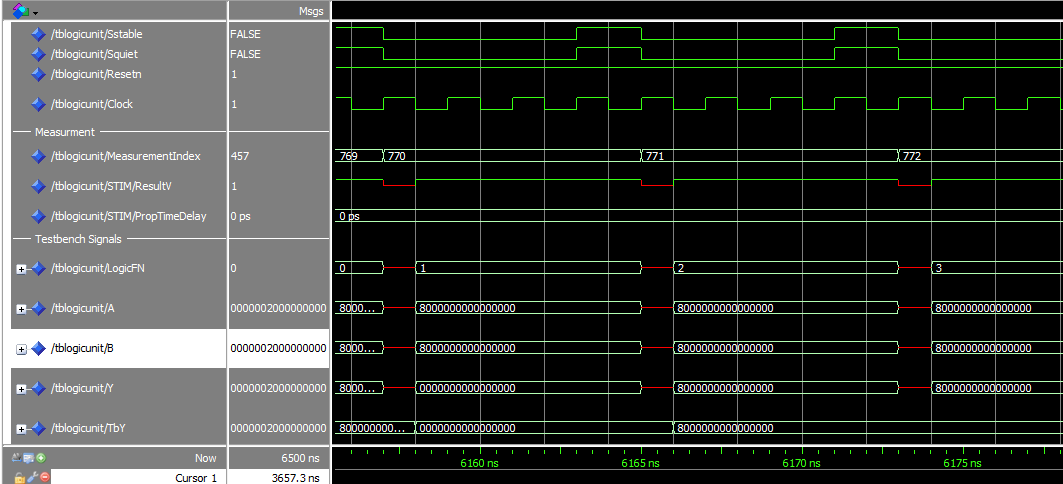 Msgs
/tblogicunit/Sstable FALSE
/tblogicunit/Squiet FALSE
/tblogicunit/Resetn 1
/tblogicunit/Clock 1
Measurment
/tblogicunit/MeasurementIndex 457 769 770 771 772
/tblogicunit/STIM/ResultV 1
/tblogicunit/STIM/PropTimeDelay 0 ps 0 ps
Testbench Signals
/tblogicunit/LogicFN 0 0 1 2 3
/tblogicunit/A 0000002000000000 8000... 8000000000000000 8000000000000000 8000000000000000
/tblogicunit/B 0000002000000000 8000... 8000000000000000 8000000000000000 8000000000000000
/tblogicunit/Y 0000002000000000 8000... 0000000000000000 8000000000000000 8000000000000000
/tblogicunit/TbY 0000002000000000 800000000... 0000000000000000 8000000000000000
Now 6500 ns 6160 ns 6165 ns 6170 ns 6175 ns
Cursor 1 3657.3 ns